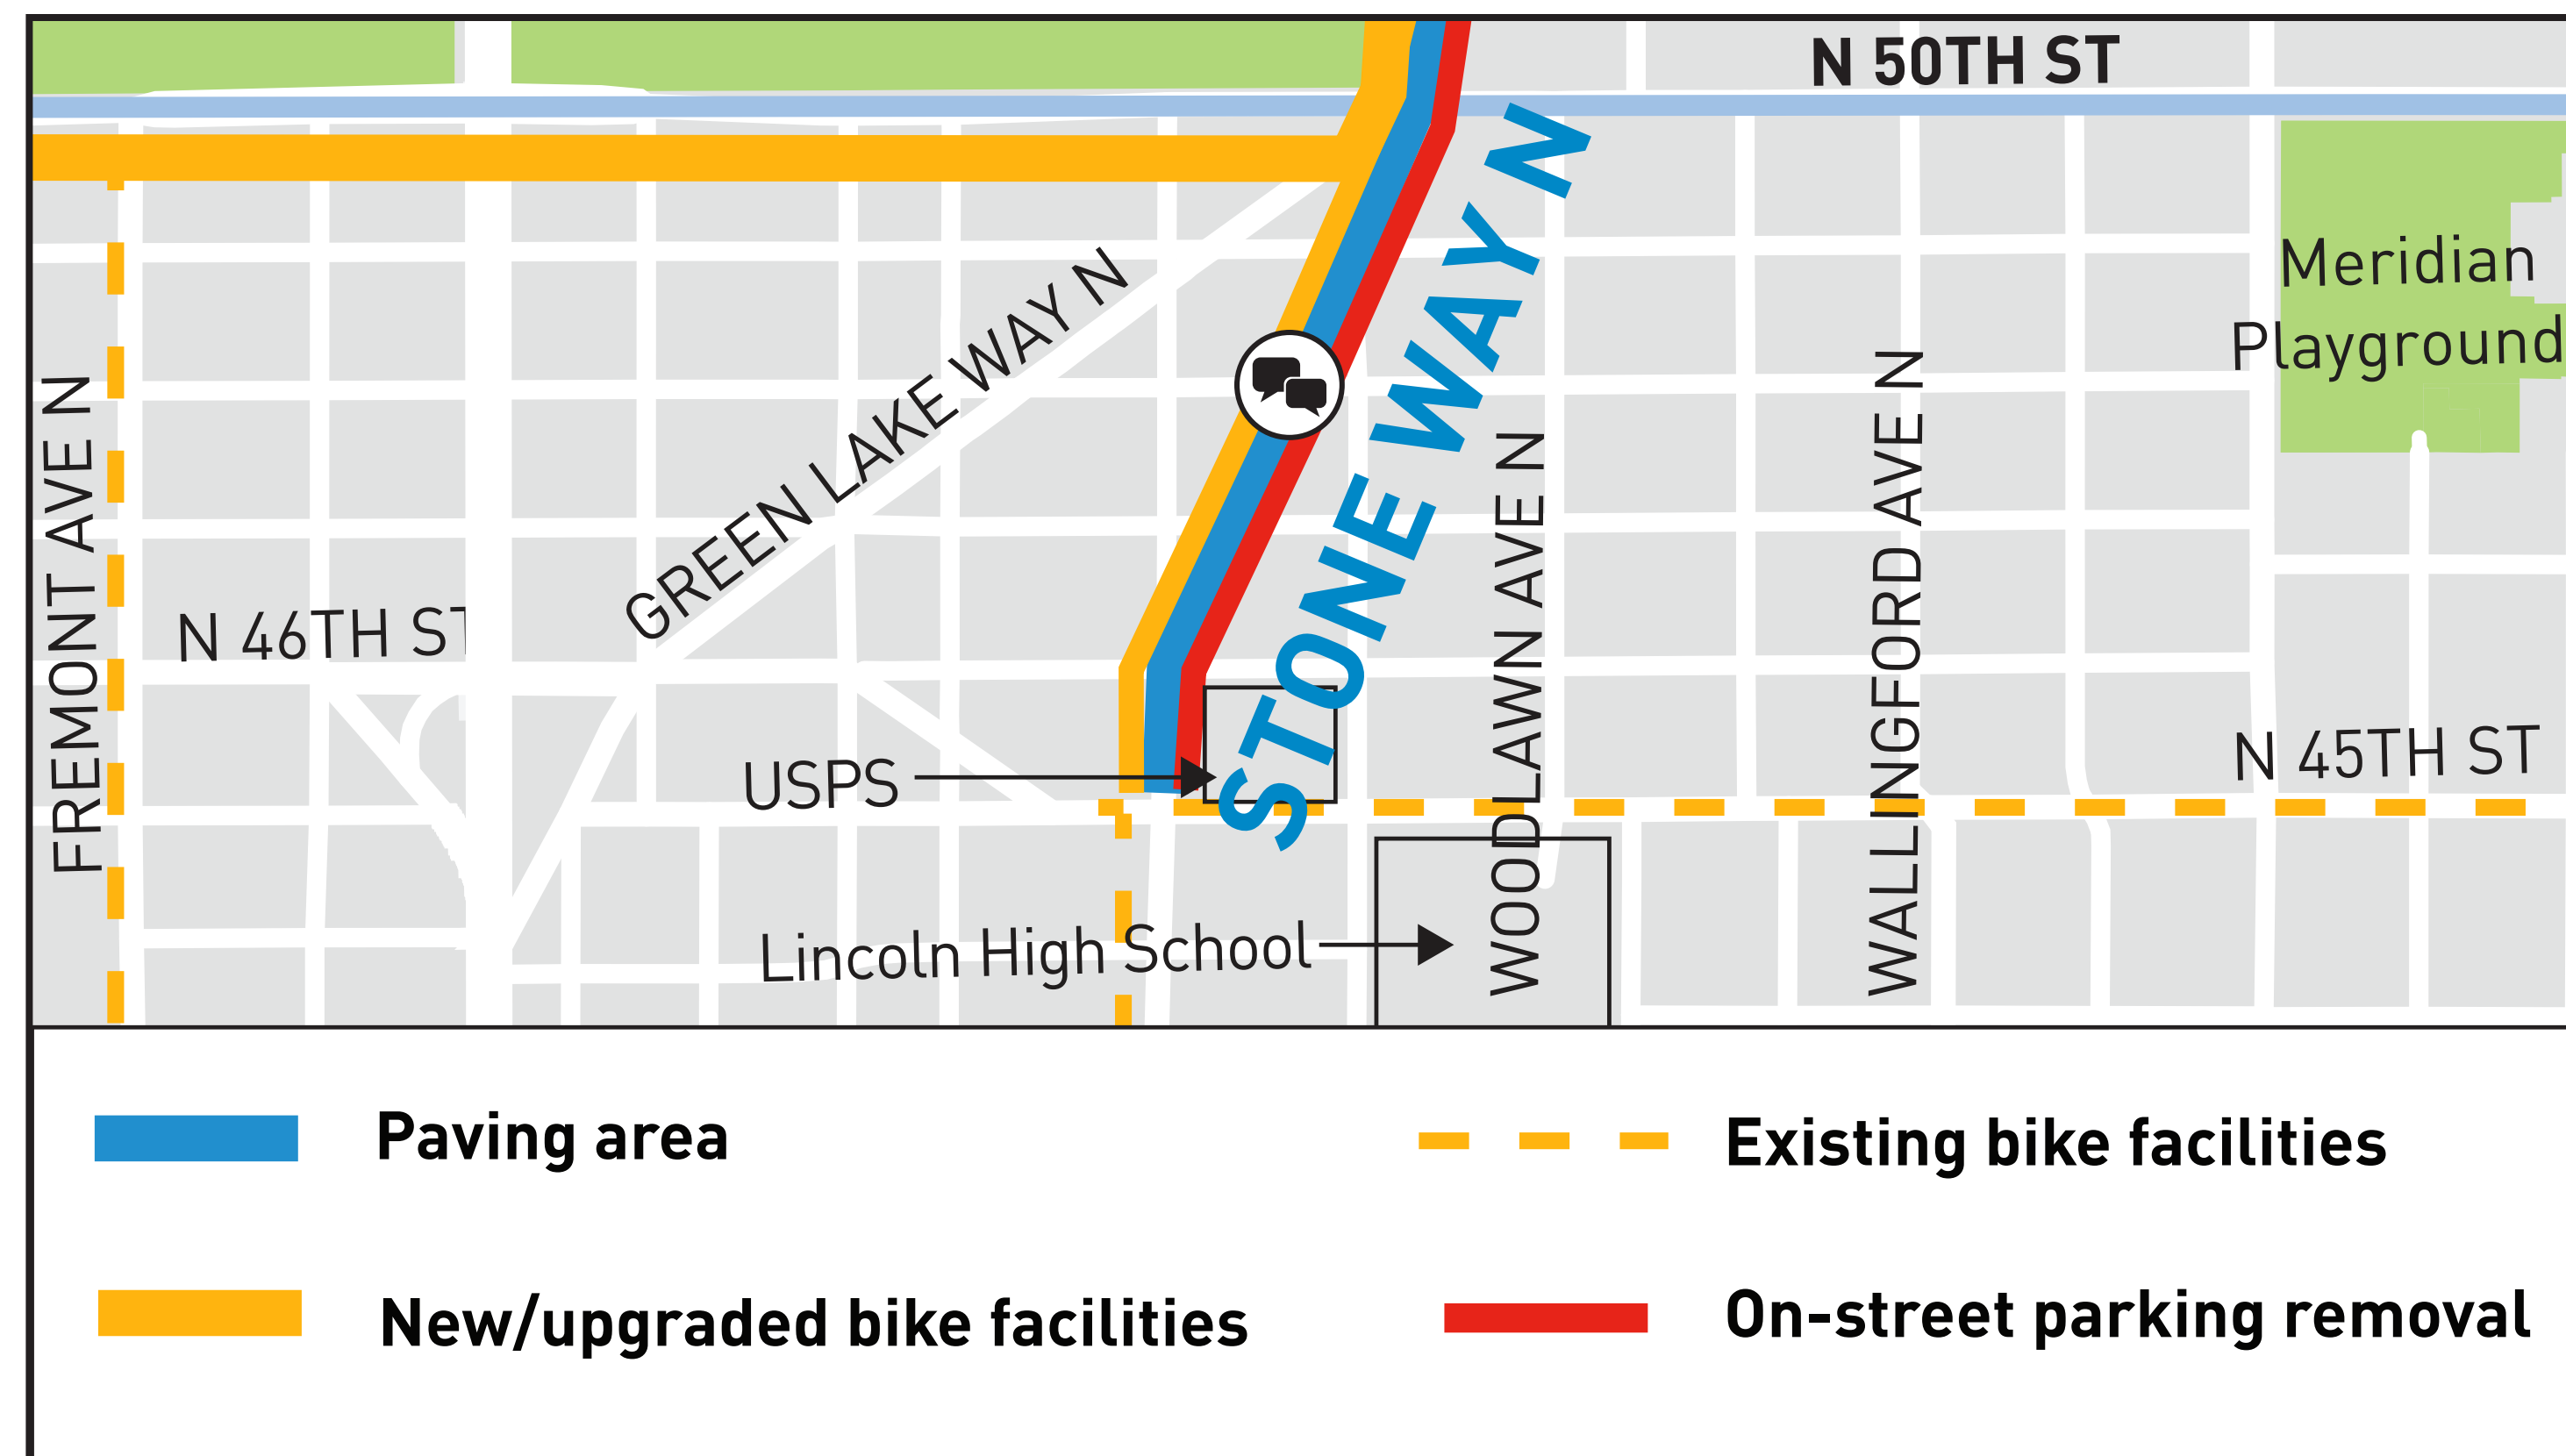 N 50TH ST
STONE WAY N
Meridian
Playground
GREEN LAKE WAY N
FREMONT AVE N
N 46TH ST
WOODLAWN AVE N
WALLINGFORD AVE N
N 45TH ST
USPS
Lincoln High School
Paving area
Existing bike facilities
New/upgraded bike facilities
On-street parking removal